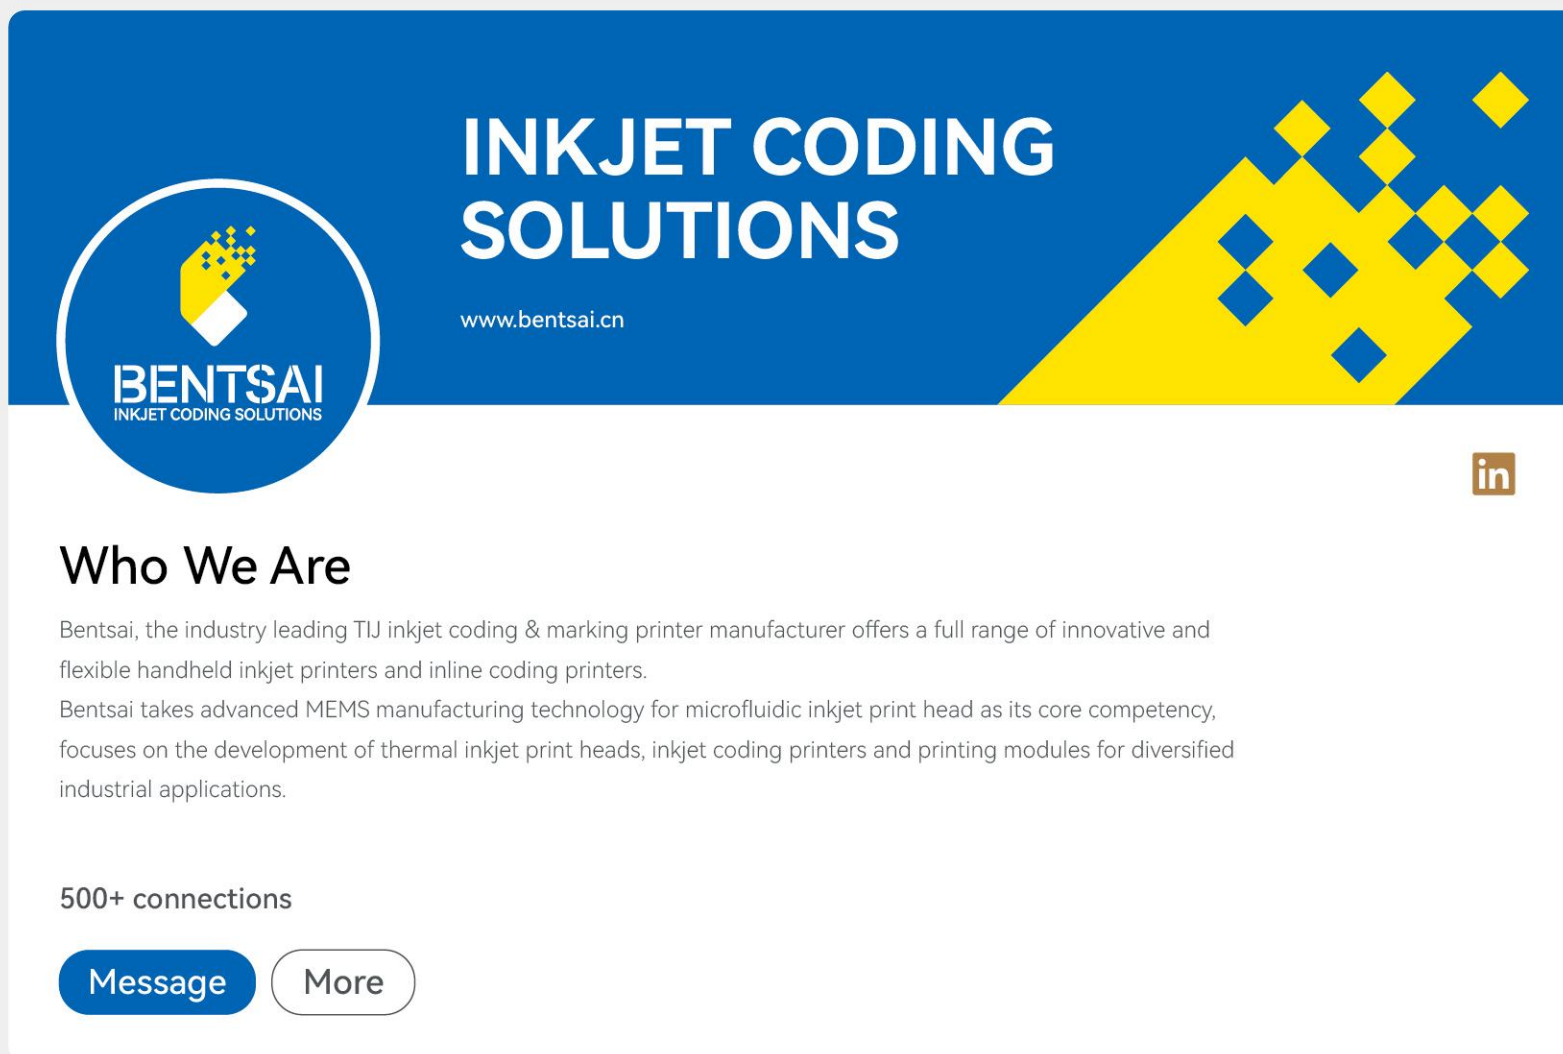 INKJET CODING
SOLUTIONS
www.bentsai.cn
BENTSAI
INKJET CODING SOLUTIONS
in
Who We Are
Bentsai, the industry leading TIJ inkjet coding & marking printer manufacturer offers a full range of innovative and
flexible handheld inkjet printers and inline coding printers.
Bentsai takes advanced MEMS manufacturing technology for microfluidic inkjet print head as its core competency,
focuses on the development of thermal inkjet print heads, inkjet coding printers and printing modules for diversified
industrial applications.
500+ connections
Message
More